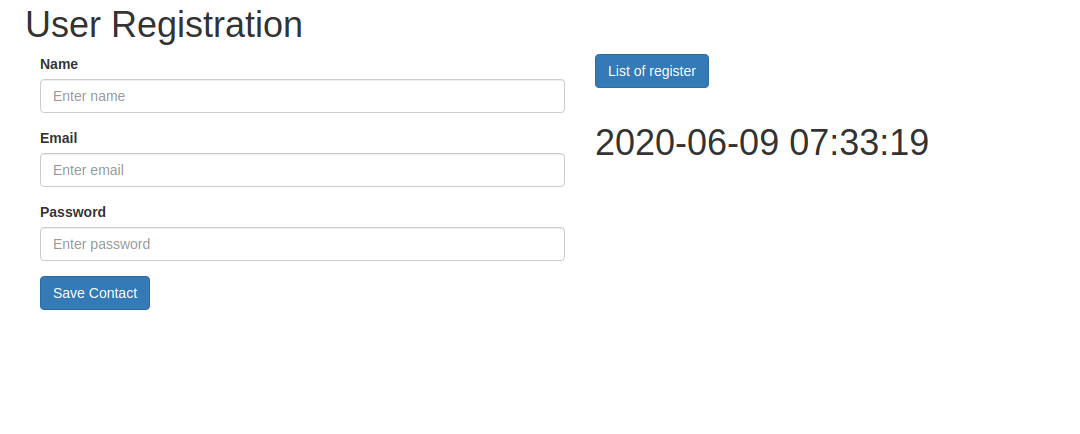 User Registration
Name
Enter name
Email
Enter email
Password
Enter password
Save Contact
List of register
2020-06-09 07:33:19